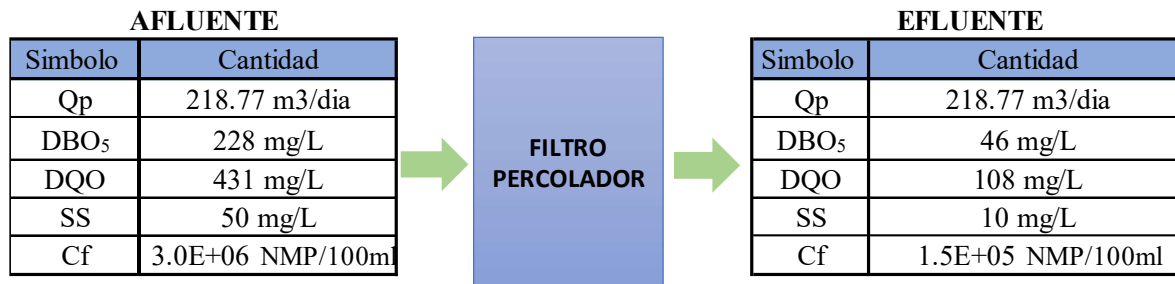 AFLUENTE
Simbolo Cantidad
Qp 218.77 m3/dia
DBO₅ 228 mg/L
DQO 431 mg/L
SS 50 mg/L
Cf 3.0E+06 NMP/100ml
FILTRO
PERCOLADOR
EFLUENTE
Simbolo Cantidad
Qp 218.77 m3/dia
DBO₅ 46 mg/L
DQO 108 mg/L
SS 10 mg/L
Cf 1.5E+05 NMP/100ml